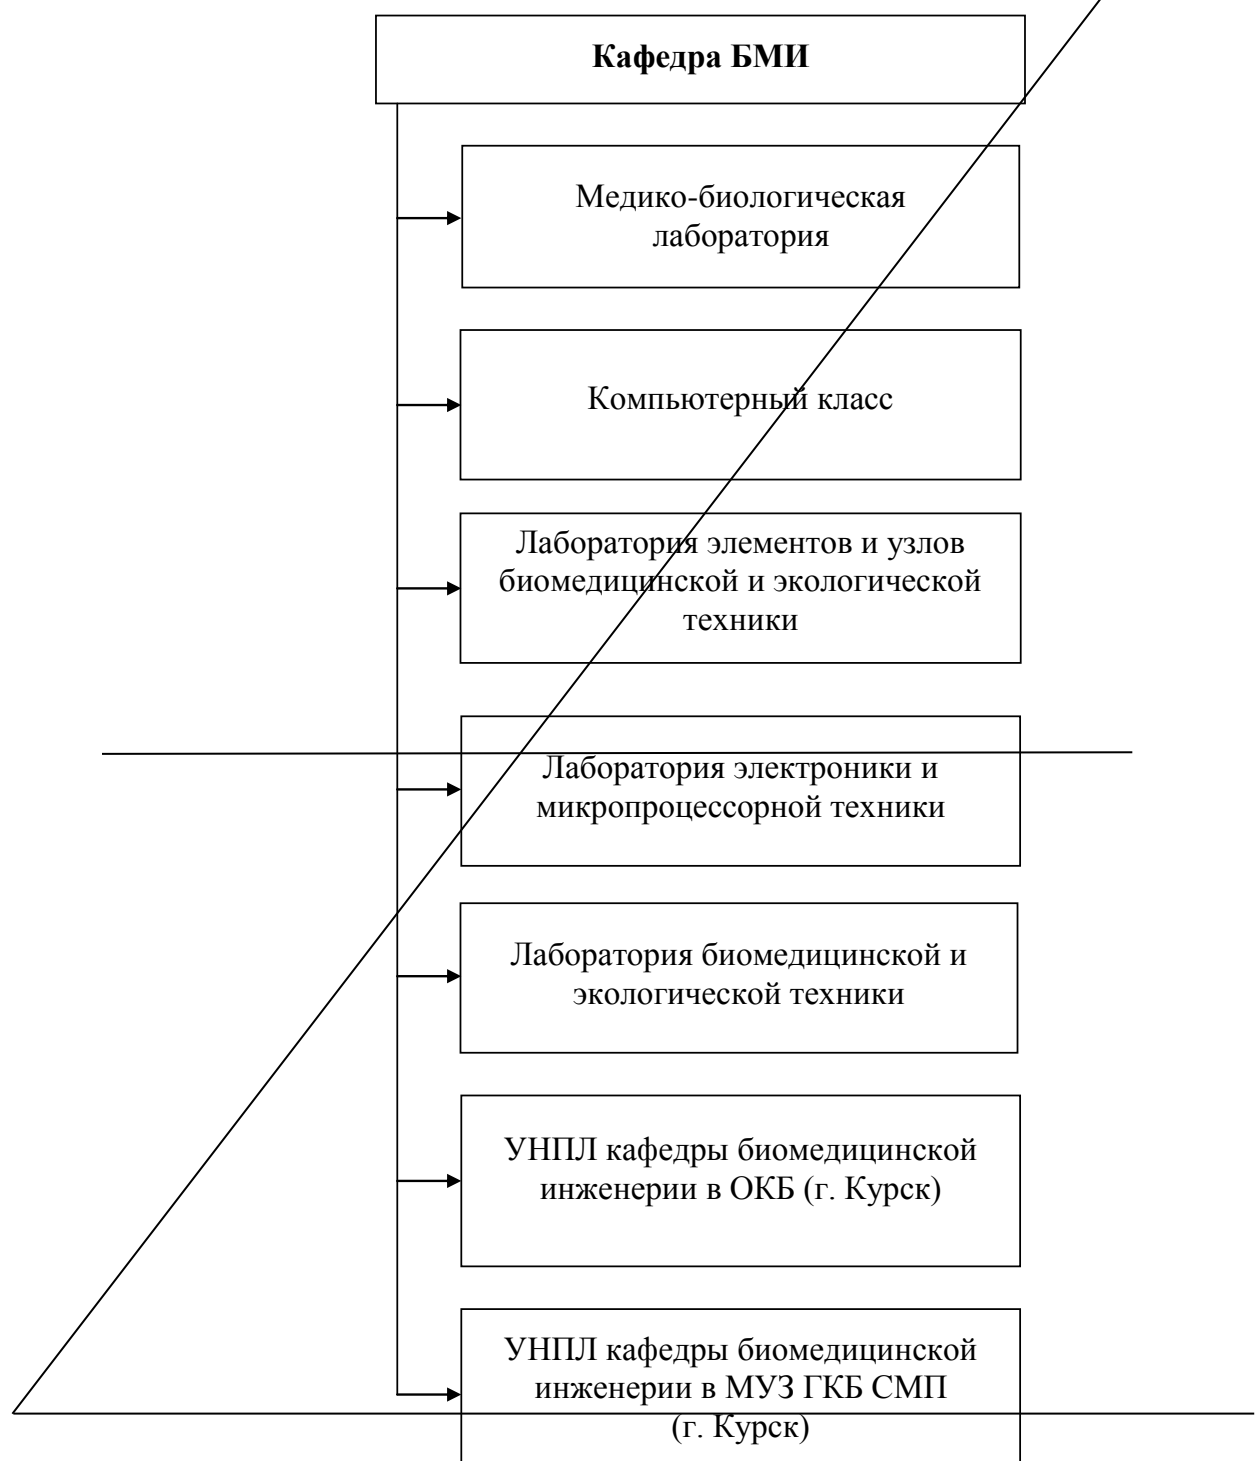 Кафедра БМИ
Медико-биологическая
лаборатория
Компьютерный класс
Лаборатория элементов и узлов
биомедицинской и экологической
техники
Лаборатория электроники и
микропроцессорной техники
Лаборатория биомедицинской и
экологической техники
УНПЛ кафедры биомедицинской
инженерии в ОКБ (г. Курск)
УНПЛ кафедры биомедицинской
инженерии в МУЗ ГКБ СМП
(г. Курск)